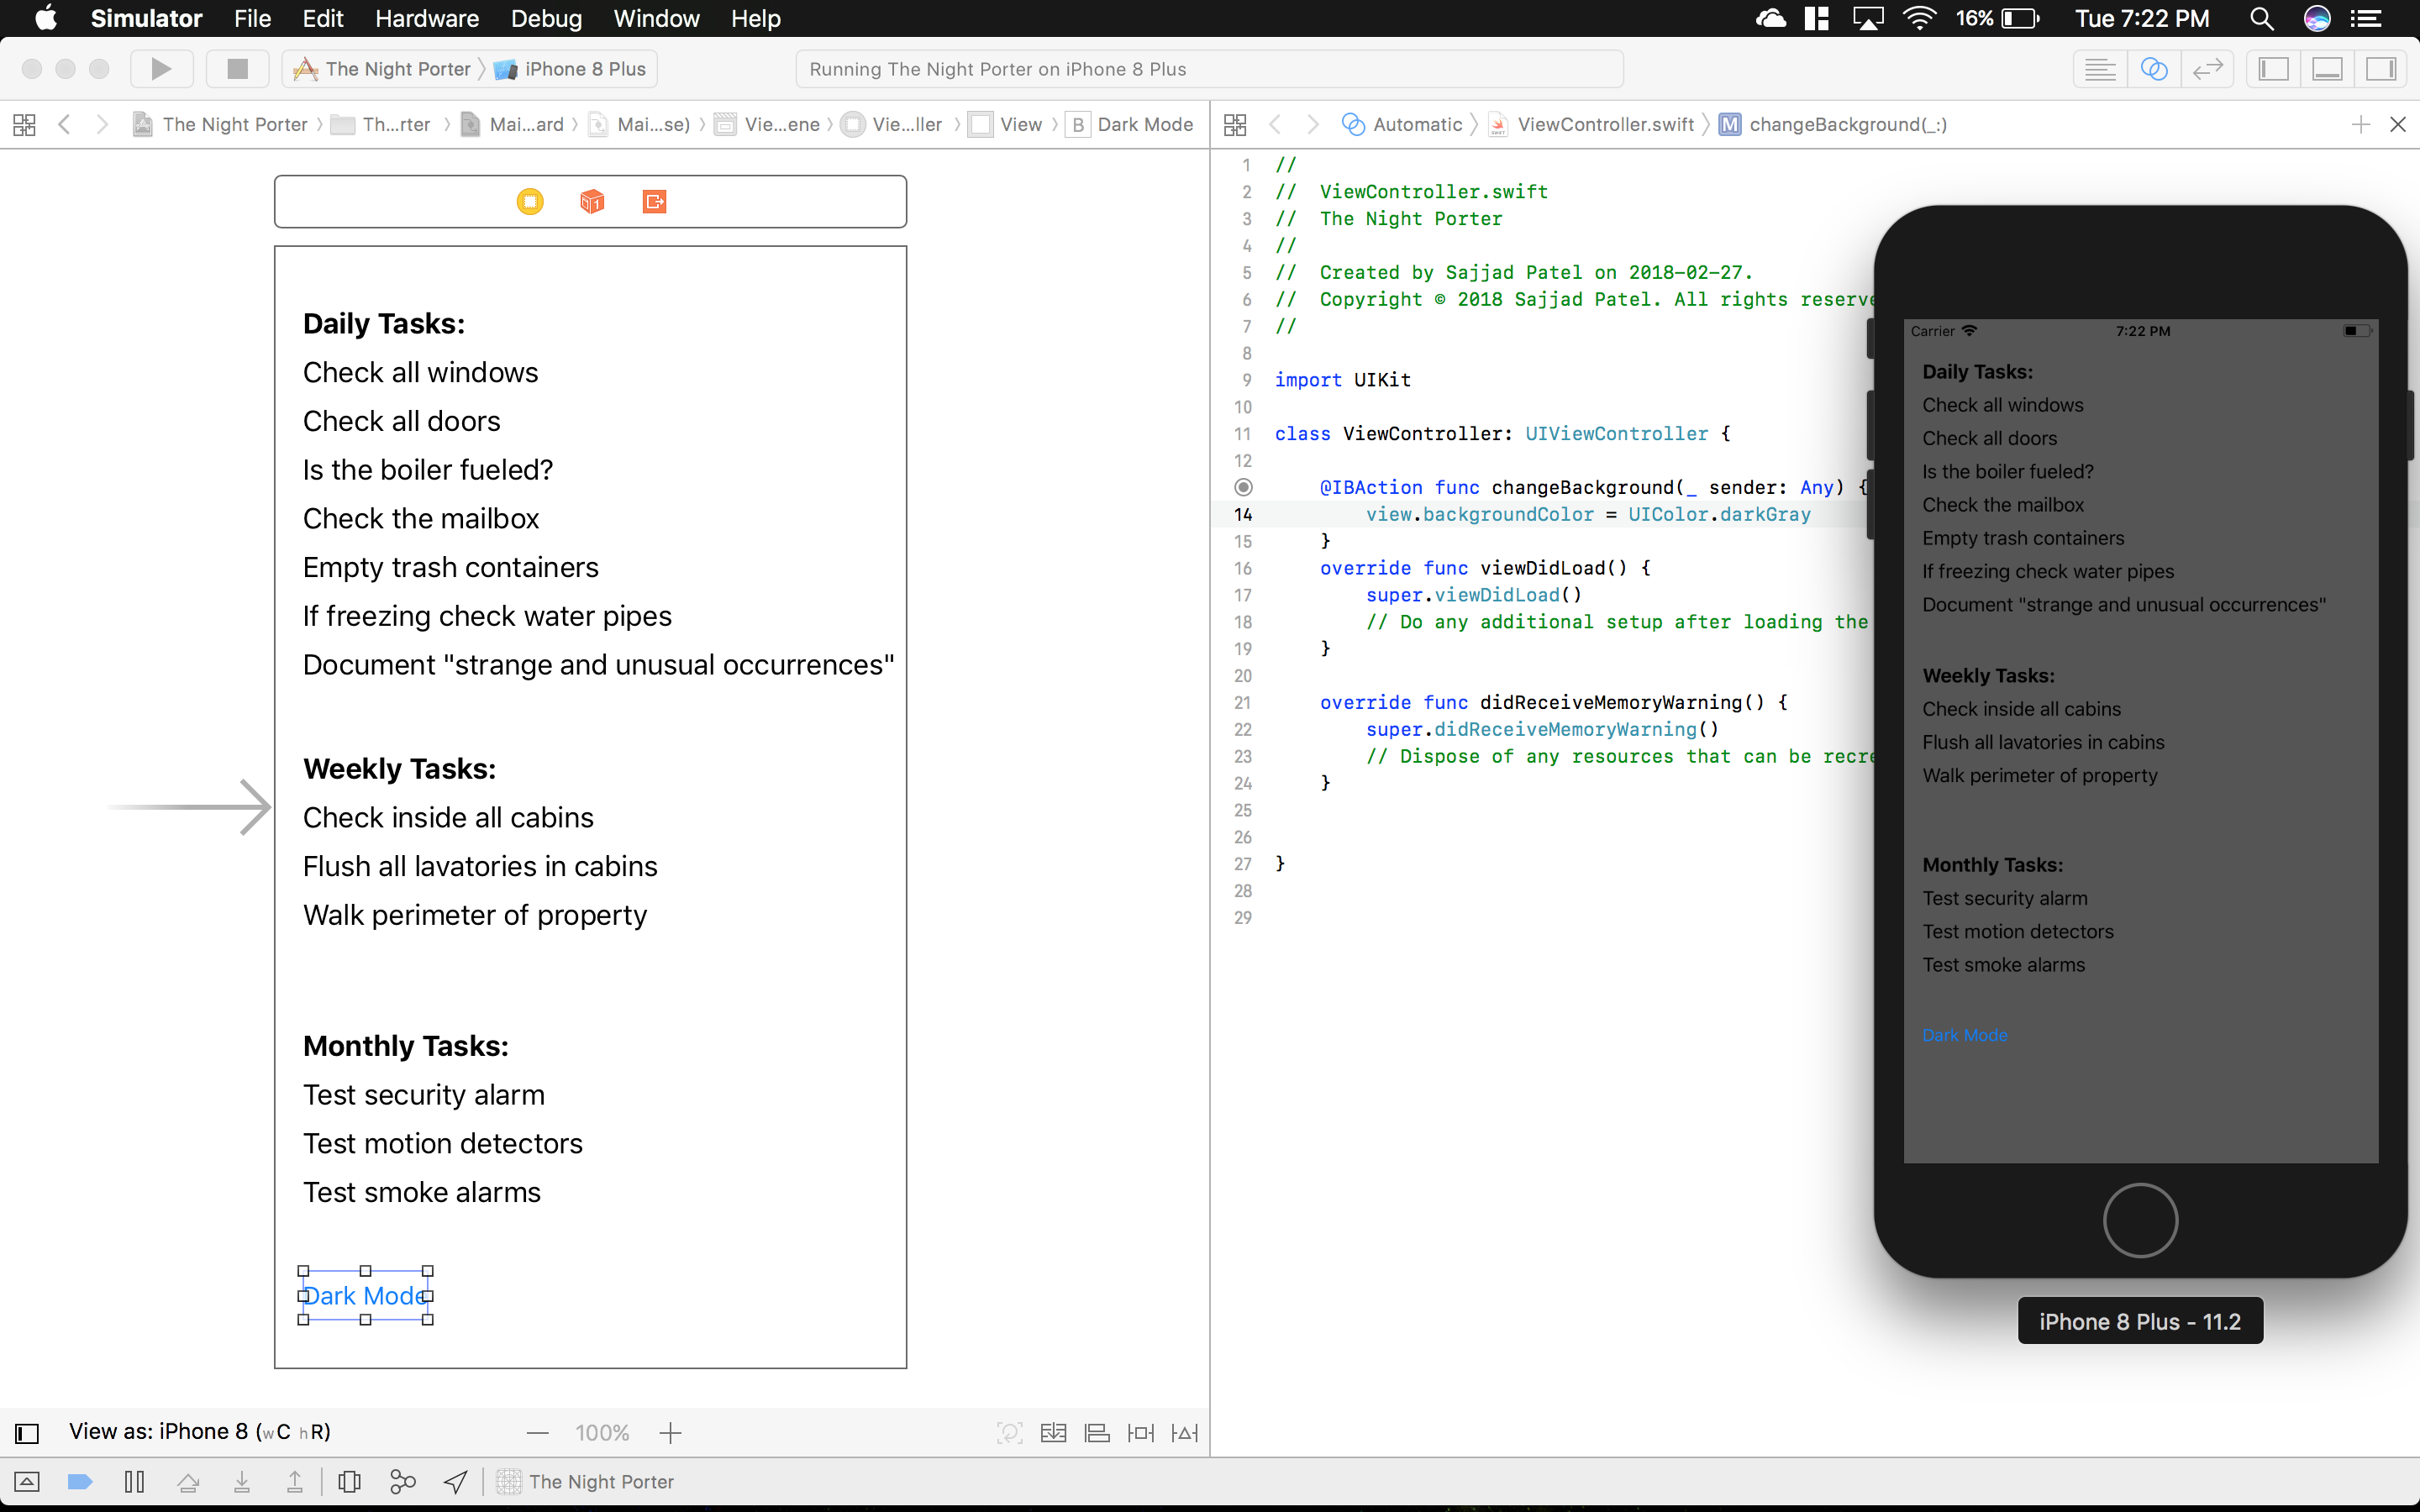 Simulator File Edit Hardware Debug Window Help 16% Tue 7:22 PM
The Night Porter iPhone 8 Plus Running The Night Porter on iPhone 8 Plus
The Night Porter Th...rter Mai...ard Mai...se) Vie...ene Vie...ller View B Dark Mode
Automatic ViewController.swift M changeBackground(_:)
1
Daily Tasks:
Check all windows
Check all doors
Is the boiler fueled?
Check the mailbox
Empty trash containers
If freezing check water pipes
Document "strange and unusual occurrences"
Weekly Tasks:
Check inside all cabins
Flush all lavatories in cabins
Walk perimeter of property
Monthly Tasks:
Test security alarm
Test motion detectors
Test smoke alarms
Dark Mode
View as: iPhone 8 (wC hR) 100%
The Night Porter
1 //
2 // ViewController.swift
3 // The Night Porter
4 //
5 // Created by Sajjad Patel on 2018-02-27.
6 // Copyright © 2018 Sajjad Patel. All rights reserve
7 //
8
9 import UIKit
10
11 class ViewController: UIViewController {
12
@IBAction func changeBackground(_ sender: Any) {
14 view.backgroundColor = UIColor.darkGray
15 }
16 override func viewDidLoad() {
17 super.viewDidLoad()
18 // Do any additional setup after loading the
19 }
20
21 override func didReceiveMemoryWarning() {
22 super.didReceiveMemoryWarning()
23 // Dispose of any resources that can be recre
24 }
25
26
27 }
28
29
Carrier 7:22 PM
Daily Tasks:
Check all windows
Check all doors
Is the boiler fueled?
Check the mailbox
Empty trash containers
If freezing check water pipes
Document "strange and unusual occurrences"
Weekly Tasks:
Check inside all cabins
Flush all lavatories in cabins
Walk perimeter of property
Monthly Tasks:
Test security alarm
Test motion detectors
Test smoke alarms
Dark Mode
iPhone 8 Plus - 11.2